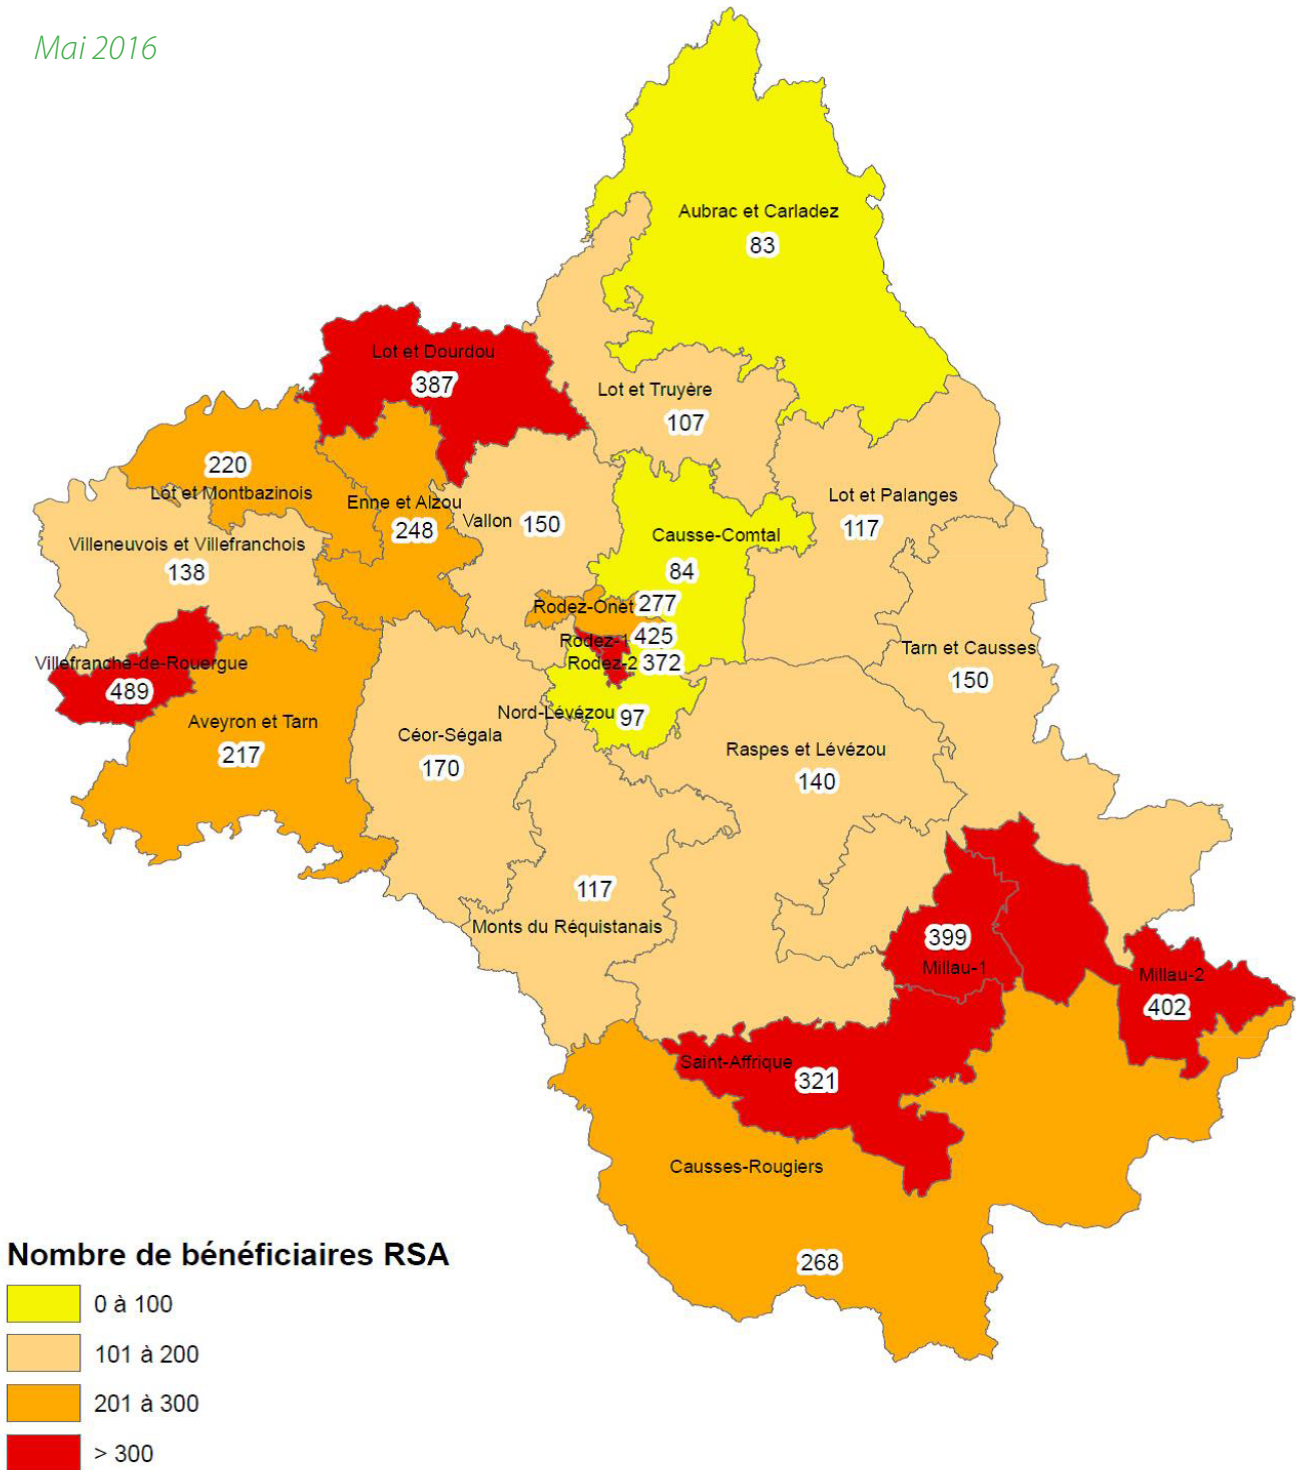 Mai 2016
Aubrac et Carladez
83
Lot et Dourdou
387
Lot et Truyère
107
220
Lot et Montbazinois
Enne et Alzou
248
Vallon 150
Lot et Palanges
117
Causse-Comtal
84
Villeneuvois et Villefranchois
138
Rodez-Onet 277
Rodez-1 425
Rodez-2 372
Tarn et Causses
150
Villefranche-de-Rouergue
489
Nord-Lévézou 97
Aveyron et Tarn
217
Céor-Ségala
170
Raspes et Lévézou
140
117
Monts du Réquistanais
399
Millau-1
Millau-2
402
Saint-Affrique
321
Causses-Rougiers
268
Nombre de bénéficiaires RSA
0 à 100
101 à 200
201 à 300
> 300